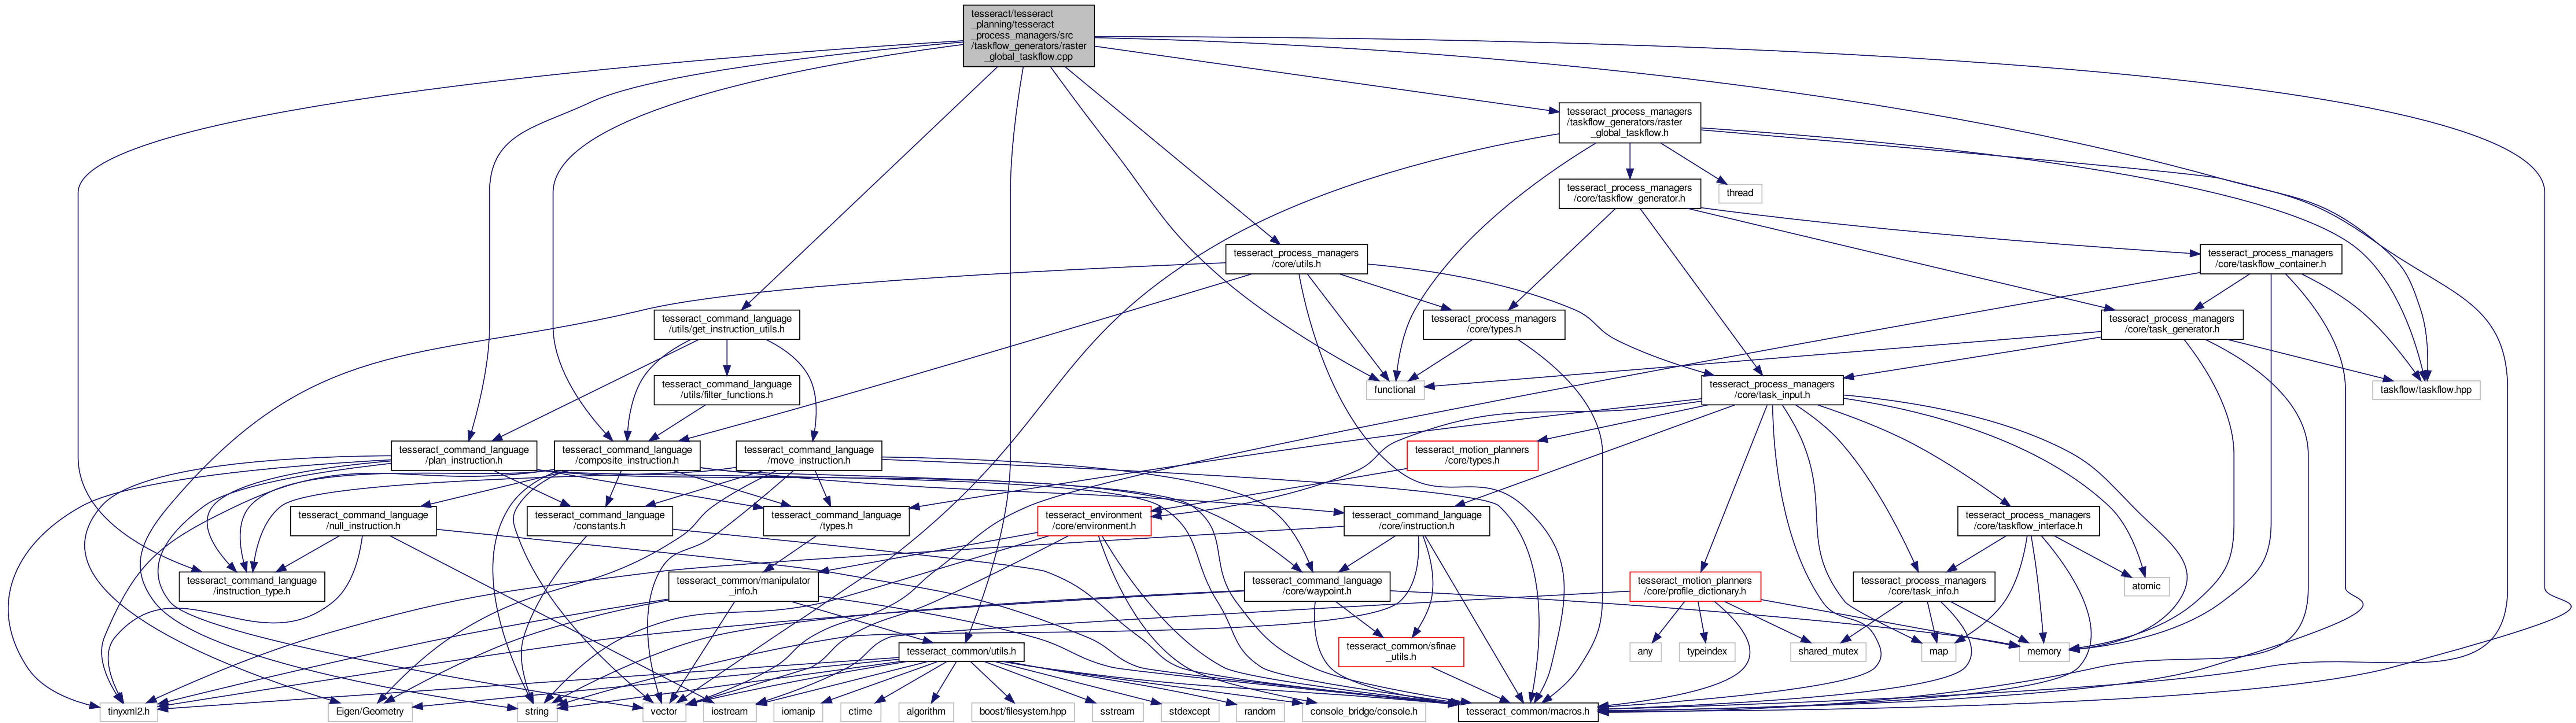 tesseract/tesseract
_planning/tesseract
_process_managers/src
/taskflow_generators/raster
_global_taskflow.cpp
tesseract_process_managers
/taskflow_generators/raster
_global_taskflow.h
tesseract_process_managers
/core/taskflow_generator.h
thread
tesseract_process_managers
/core/utils.h
tesseract_process_managers
/core/taskflow_container.h
tesseract_command_language
/utils/get_instruction_utils.h
tesseract_process_managers
/core/types.h
tesseract_process_managers
/core/task_generator.h
tesseract_command_language
/utils/filter_functions.h
functional
tesseract_process_managers
/core/task_input.h
taskflow/taskflow.hpp
tesseract_command_language
/plan_instruction.h
tesseract_command_language
/composite_instruction.h
tesseract_command_language
/move_instruction.h
tesseract_motion_planners
/core/types.h
tesseract_command_language
/null_instruction.h
tesseract_command_language
/constants.h
tesseract_command_language
/types.h
tesseract_environment
/core/environment.h
tesseract_command_language
/core/instruction.h
tesseract_process_managers
/core/taskflow_interface.h
tesseract_command_language
/instruction_type.h
tesseract_common/manipulator
_info.h
tesseract_command_language
/core/waypoint.h
tesseract_motion_planners
/core/profile_dictionary.h
tesseract_process_managers
/core/task_info.h
atomic
tesseract_common/utils.h
tesseract_common/sfinae
_utils.h
any
typeindex
shared_mutex
map
memory
tinyxml2.h
Eigen/Geometry
string
vector
iostream
iomanip
ctime
algorithm
boost/filesystem.hpp
sstream
stdexcept
random
console_bridge/console.h
tesseract_common/macros.h